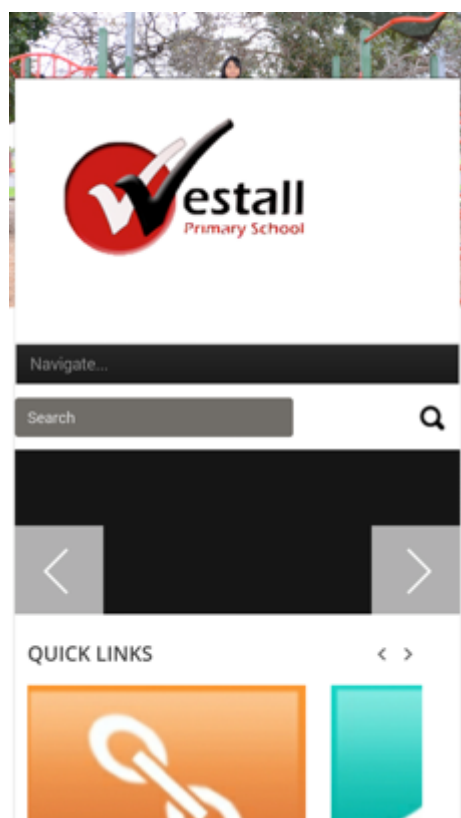 Westall
Primary School
Navigate...
Search
QUICK LINKS